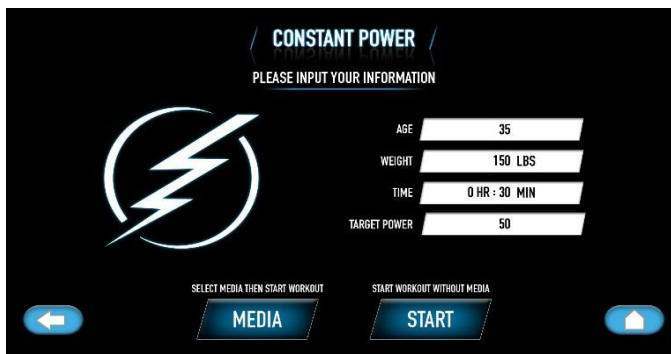 CONSTANT POWER
PLEASE INPUT YOUR INFORMATION
AGE 35
WEIGHT 150 LBS
TIME 0 HR : 30 MIN
TARGET POWER 50
SELECT MEDIA THEN START WORKOUT
MEDIA
START WORKOUT WITHOUT MEDIA
START